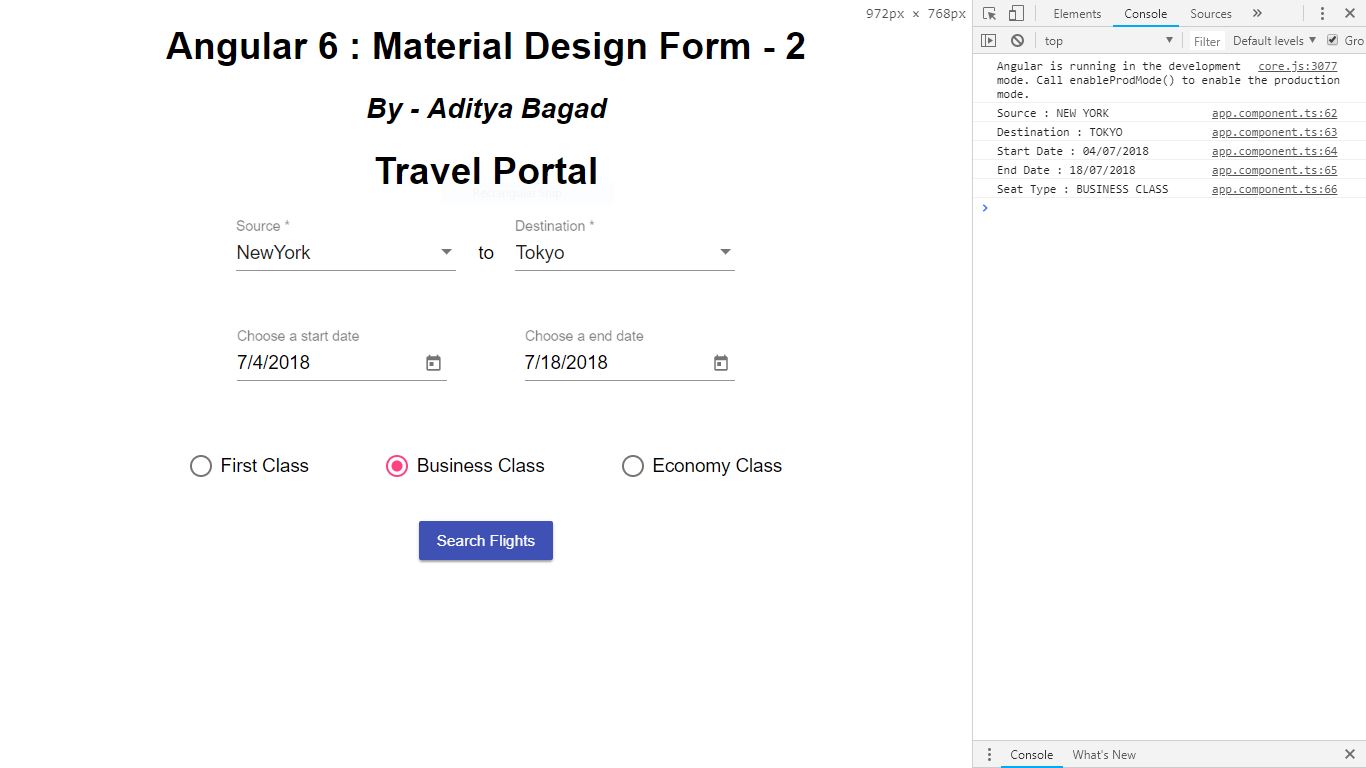 972px × 768px
Angular 6 : Material Design Form - 2
By - Aditya Bagad
Travel Portal
Source *
NewYork
to
Destination *
Tokyo
Choose a start date
7/4/2018
Choose a end date
7/18/2018
First Class
Business Class
Economy Class
Search Flights
Elements Console Sources »
top Filter Default levels Gro
Angular is running in the development core.js:3077
mode. Call enableProdMode() to enable the production
mode.
Source : NEW YORK app.component.ts:62
Destination : TOKYO app.component.ts:63
Start Date : 04/07/2018 app.component.ts:64
End Date : 18/07/2018 app.component.ts:65
Seat Type : BUSINESS CLASS app.component.ts:66
Console What's New